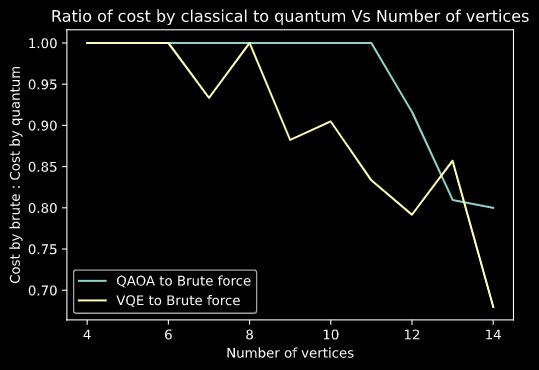 Ratio of cost by classical to quantum Vs Number of vertices
Cost by brute : Cost by quantum
1.00
0.95
0.90
0.85
0.80
0.75
0.70
QAOA to Brute force
VQE to Brute force
4
6
8
10
12
14
Number of vertices